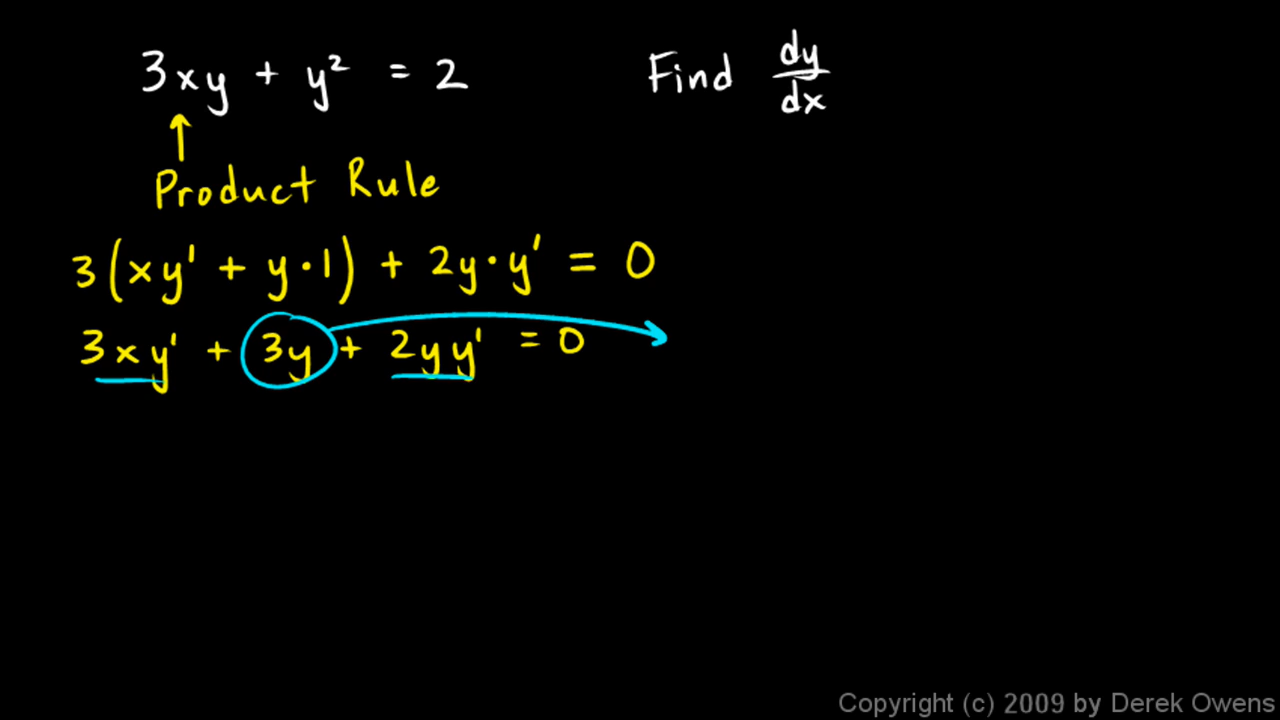 3xy + y² = 2 Find dy/dx
Product Rule
3(xy' + y·1) + 2y·y' = 0
3xy' + 3y + 2yy' = 0
Copyright (c) 2009 by Derek Owens